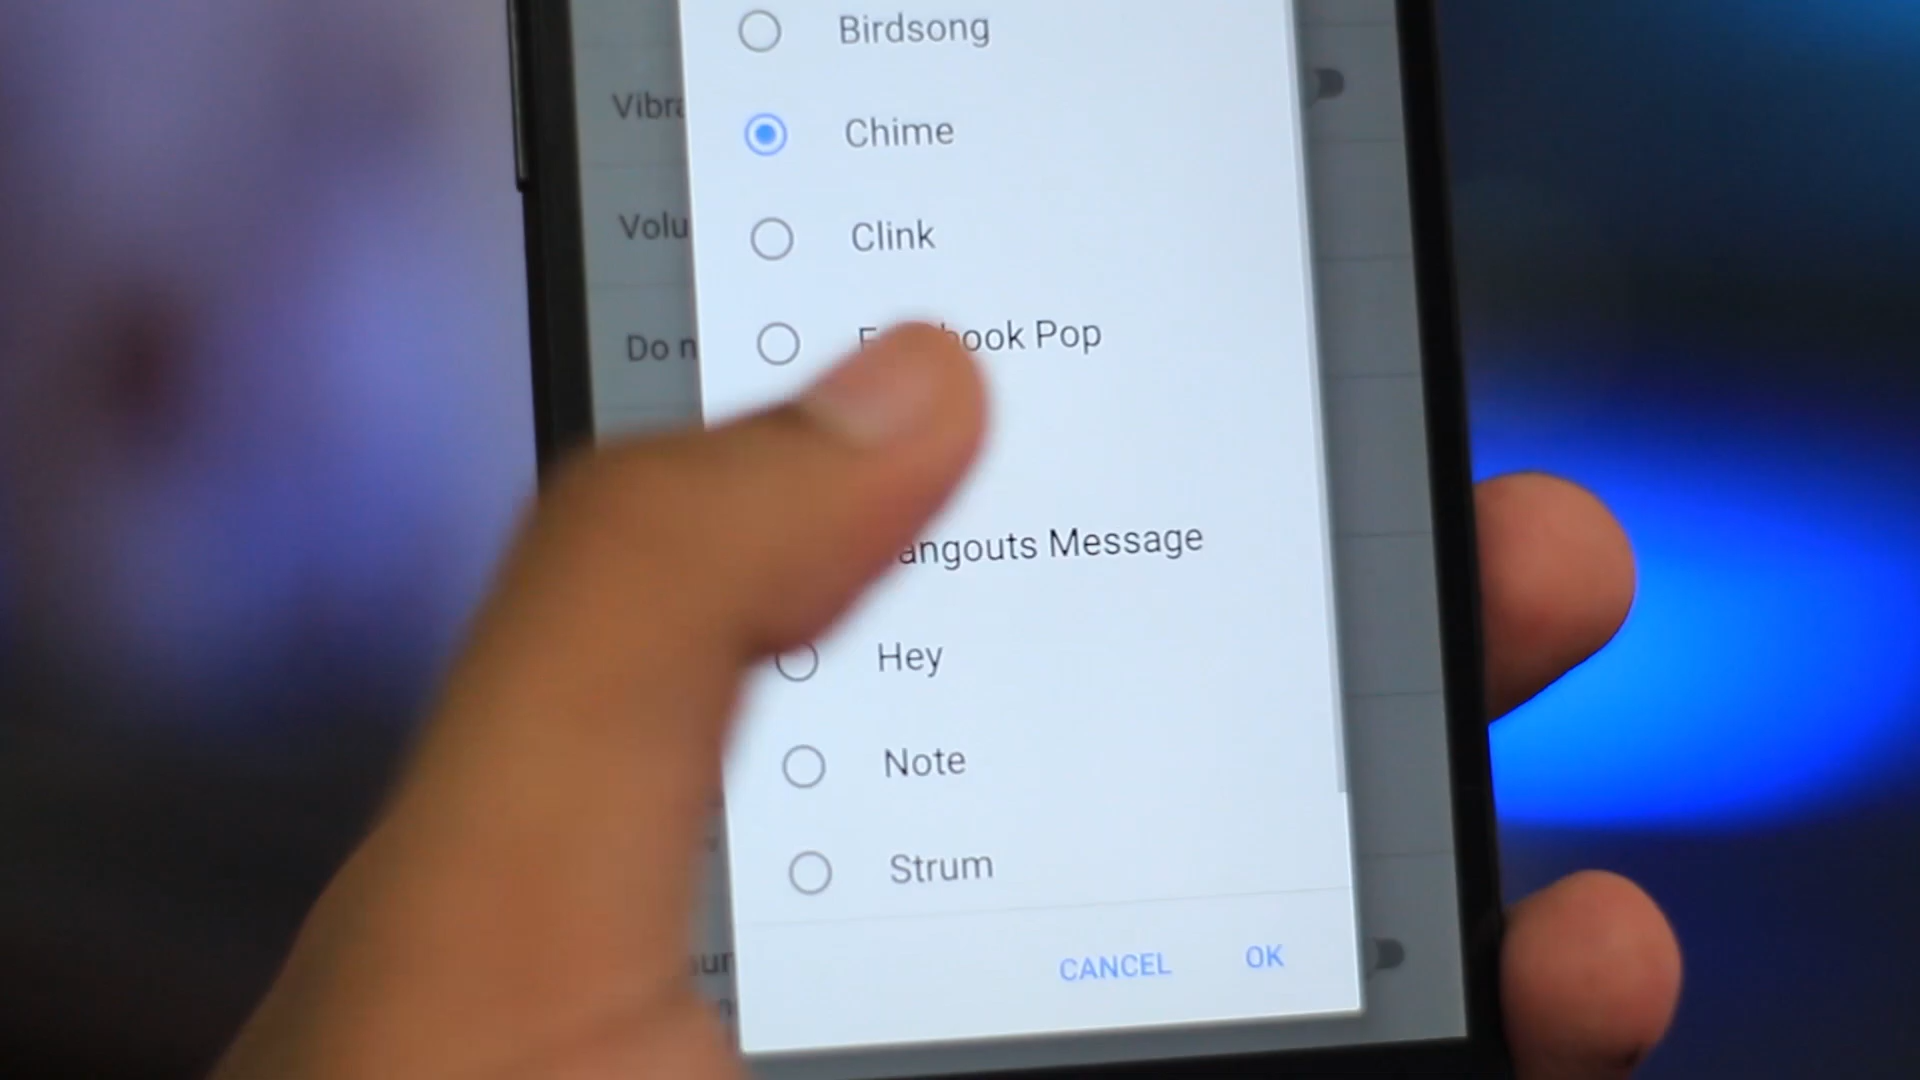 Birdsong
Vibra
Chime
Volu
Clink
Do n
ook Pop
angouts Message
Hey
Note
Strum
CANCEL OK